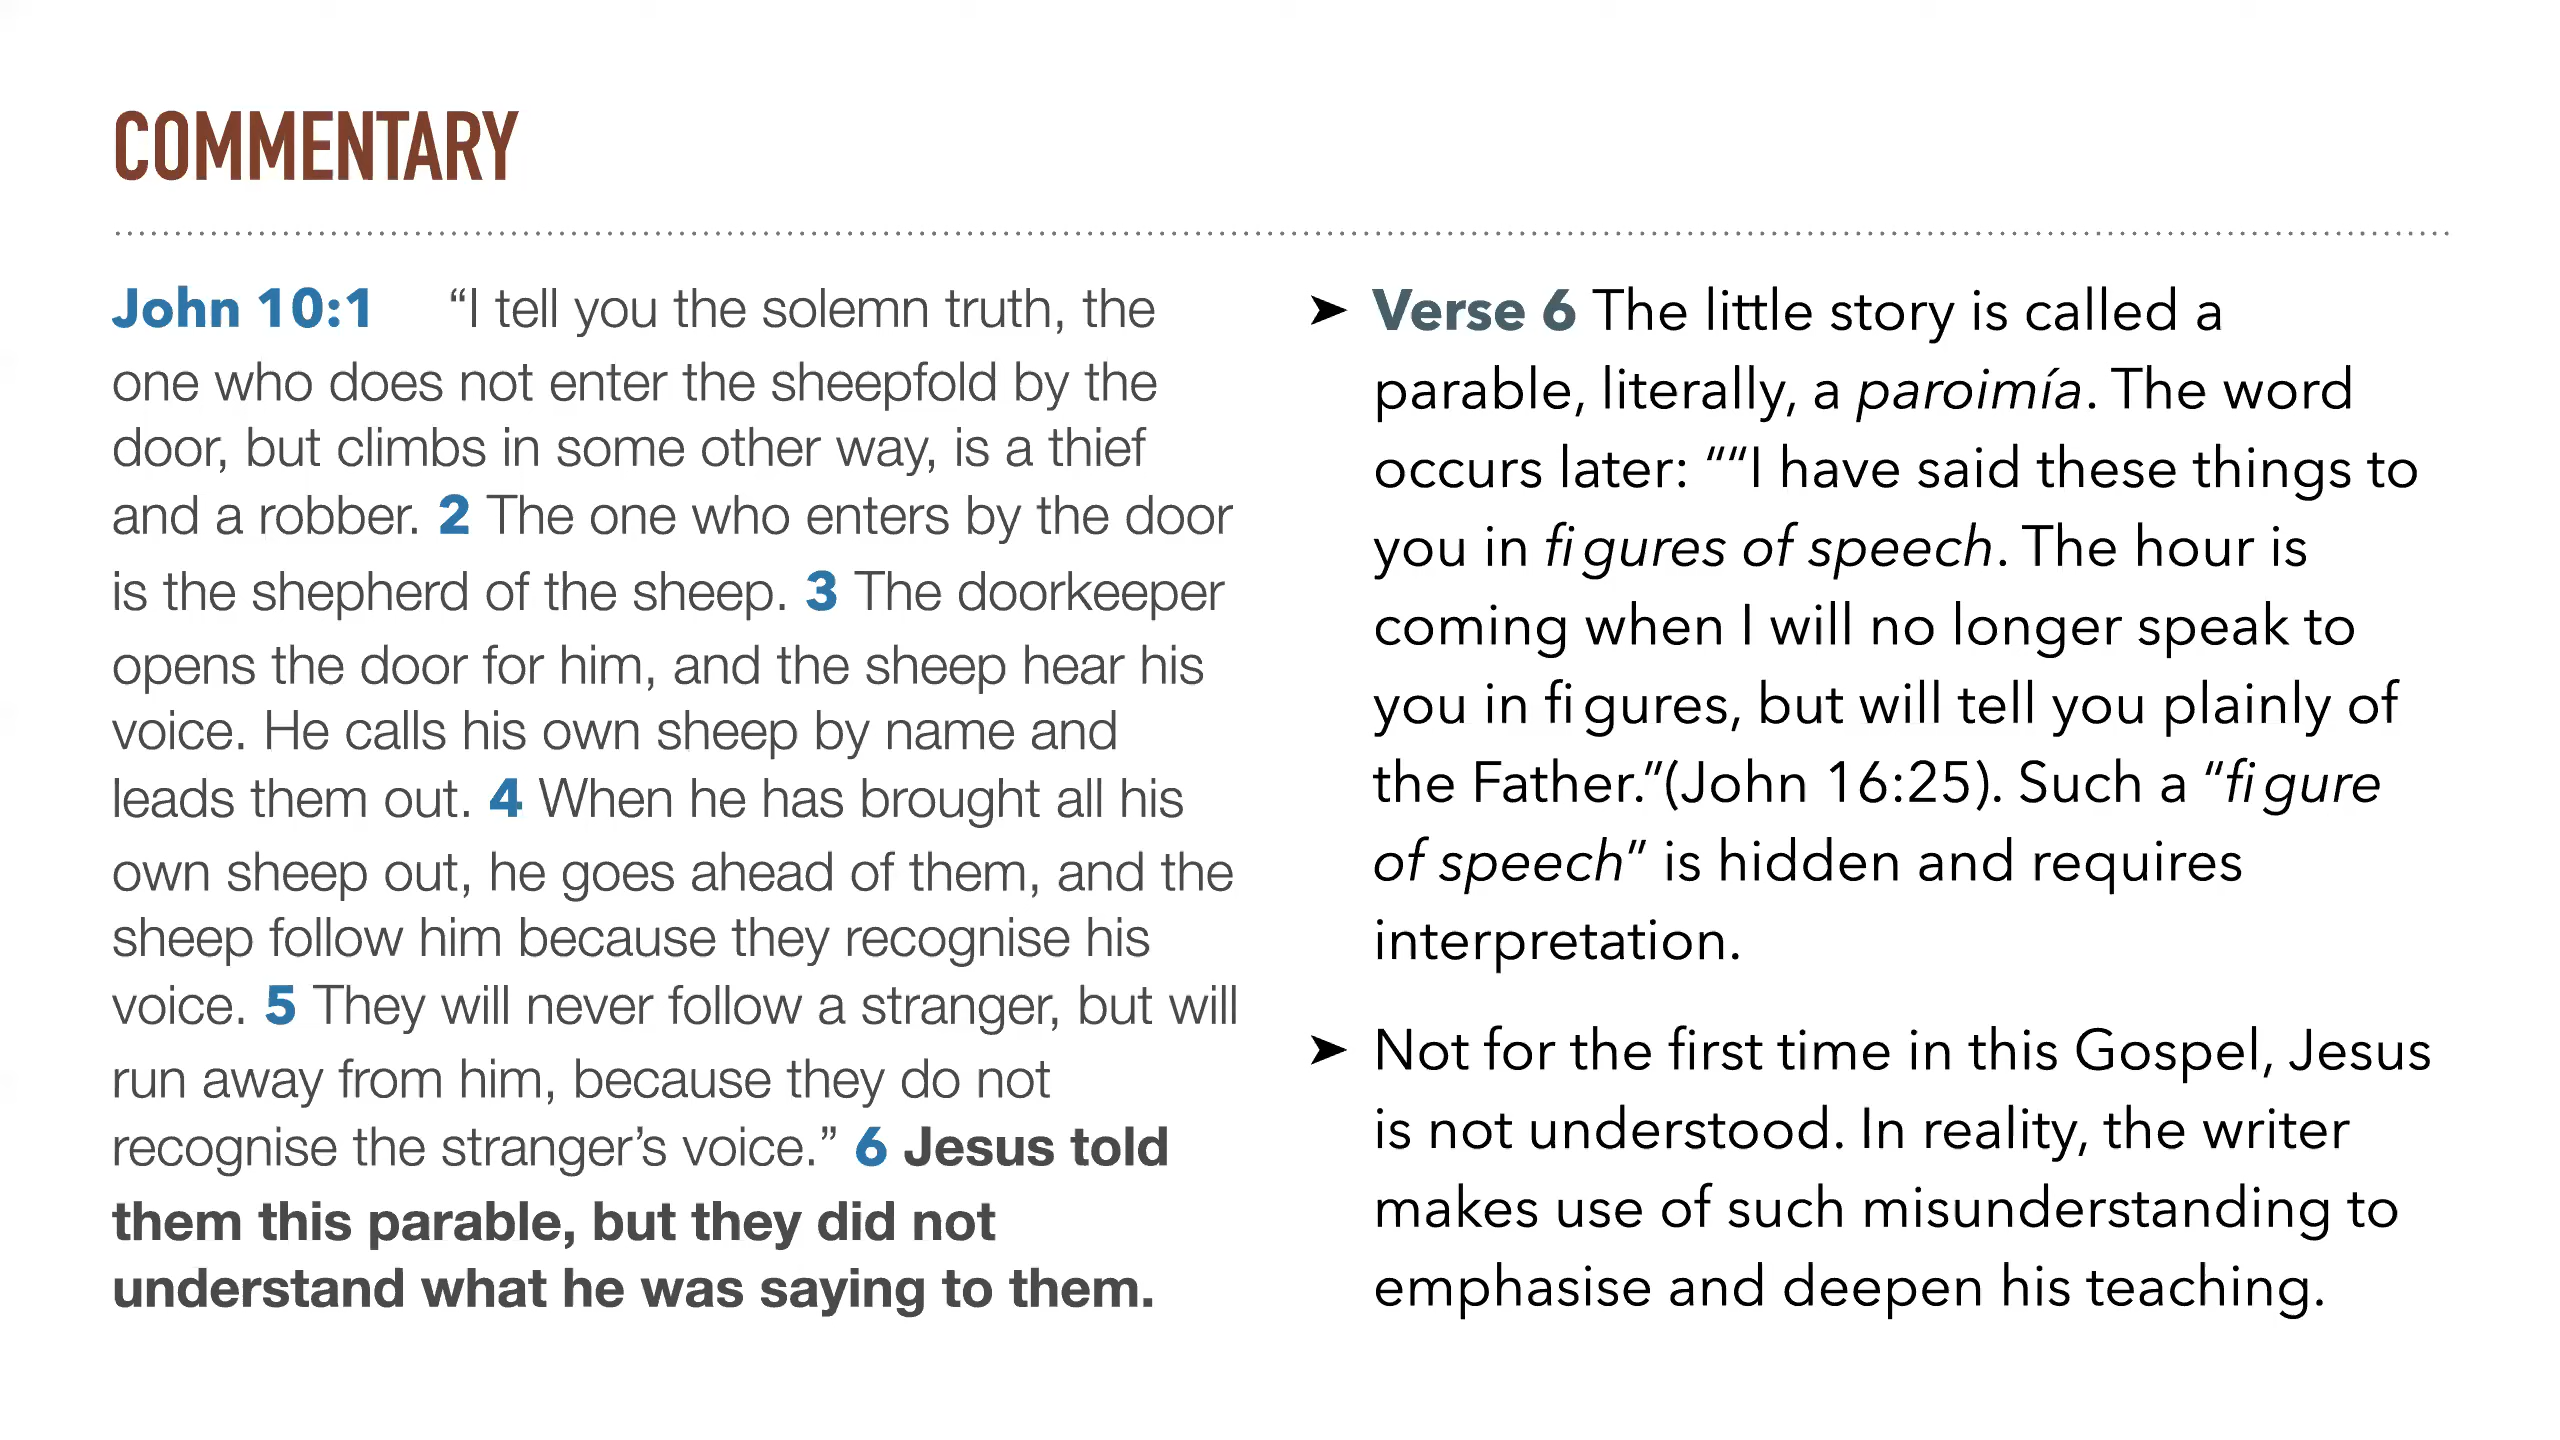 COMMENTARY
John 10:1 “I tell you the solemn truth, the
one who does not enter the sheepfold by the
door, but climbs in some other way, is a thief
and a robber. 2 The one who enters by the door
is the shepherd of the sheep. 3 The doorkeeper
opens the door for him, and the sheep hear his
voice. He calls his own sheep by name and
leads them out. 4 When he has brought all his
own sheep out, he goes ahead of them, and the
sheep follow him because they recognise his
voice. 5 They will never follow a stranger, but will
run away from him, because they do not
recognise the stranger’s voice.” 6 Jesus told
them this parable, but they did not
understand what he was saying to them.
➤ Verse 6 The little story is called a
parable, literally, a paroimía. The word
occurs later: ““I have said these things to
you in figures of speech. The hour is
coming when I will no longer speak to
you in figures, but will tell you plainly of
the Father.”(John 16:25). Such a “figure
of speech” is hidden and requires
interpretation.
➤ Not for the first time in this Gospel, Jesus
is not understood. In reality, the writer
makes use of such misunderstanding to
emphasise and deepen his teaching.